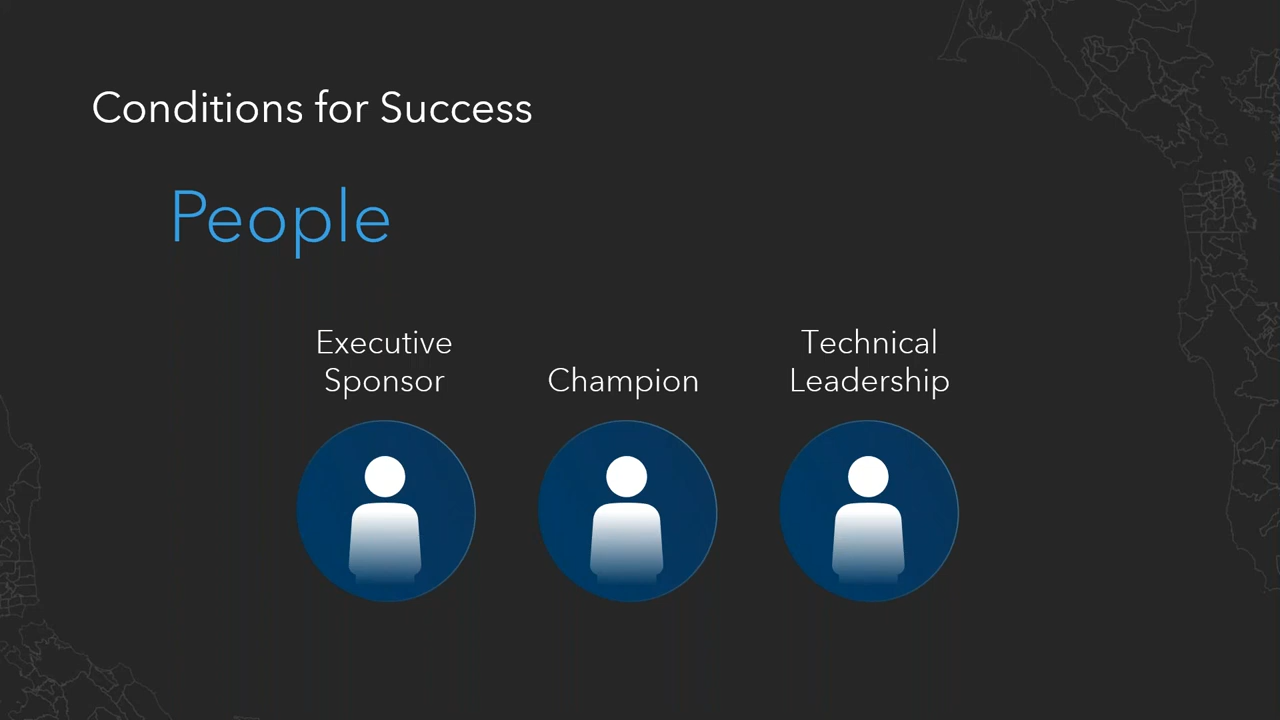 Conditions for Success
People
Executive
Sponsor
Champion
Technical
Leadership